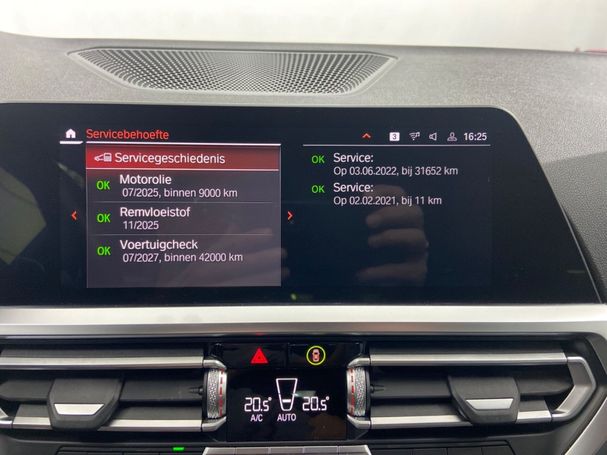 Servicebehoefte
3
16:25
Servicegeschiedenis
OK Motorolie
07/2025, binnen 9000 km
OK Remvloeistof
11/2025
OK Voertuigcheck
07/2027, binnen 42000 km
OK Service:
Op 03.06.2022, bij 31652 km
OK Service:
Op 02.02.2021, bij 11 km
20.5° 20.5°
A/C AUTO